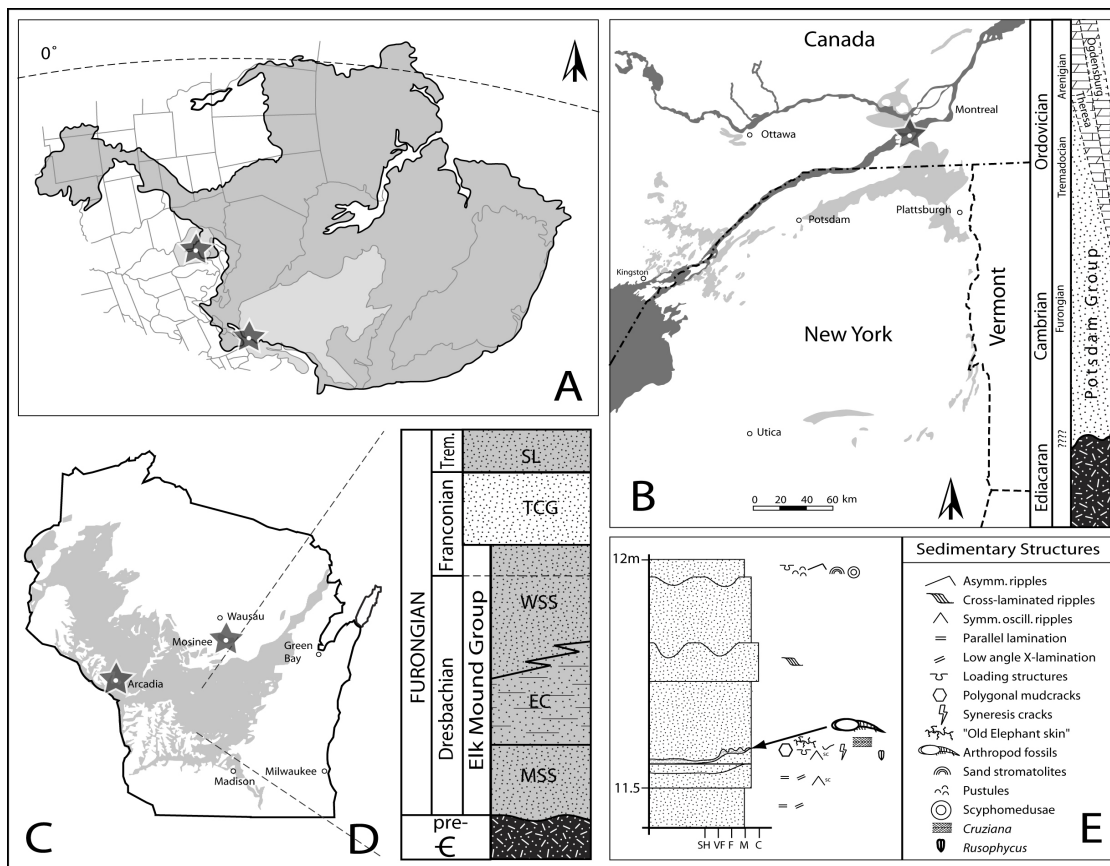 0°
A
Canada
Montreal
Ottawa
Potsdam
Plattsburgh
Kingston
New York
Vermont
Utica
B
0 20 40 60 km
Ediacaran
Cambrian
Ordovician
????
Furongian
Tremadocian
Arenigian
Potsdam Group
Theresa
Ogdensburg
Wausau
Mosinee
Green
Bay
Arcadia
Madison
Milwaukee
C
D
FURONGIAN
Trem.
Franconian
Dresbachian
Elk Mound Group
SL
TCG
WSS
EC
MSS
pre-
Ꞓ
12m
11.5
SH VF F M C
sc
sc
E
Sedimentary Structures
Asymm. ripples
Cross-laminated ripples
Symm. oscill. ripples
Parallel lamination
Low angle X-lamination
Loading structures
Polygonal mudcracks
Syneresis cracks
"Old Elephant skin"
Arthropod fossils
Sand stromatolites
Pustules
Scyphomedusae
Cruziana
Rusophycus